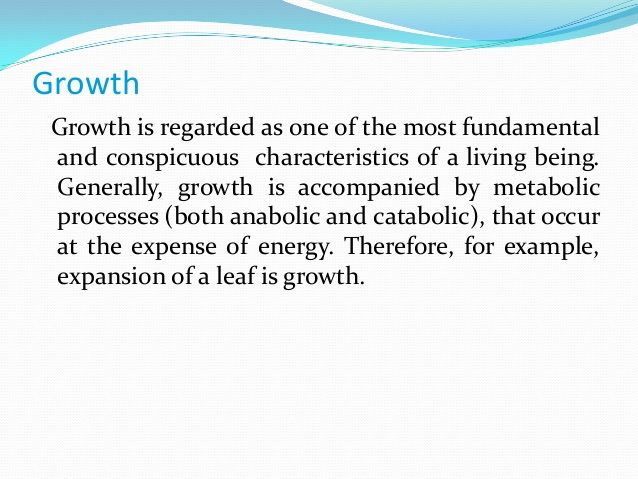 Growth
Growth is regarded as one of the most fundamental
and conspicuous characteristics of a living being.
Generally, growth is accompanied by metabolic
processes (both anabolic and catabolic), that occur
at the expense of energy. Therefore, for example,
expansion of a leaf is growth.